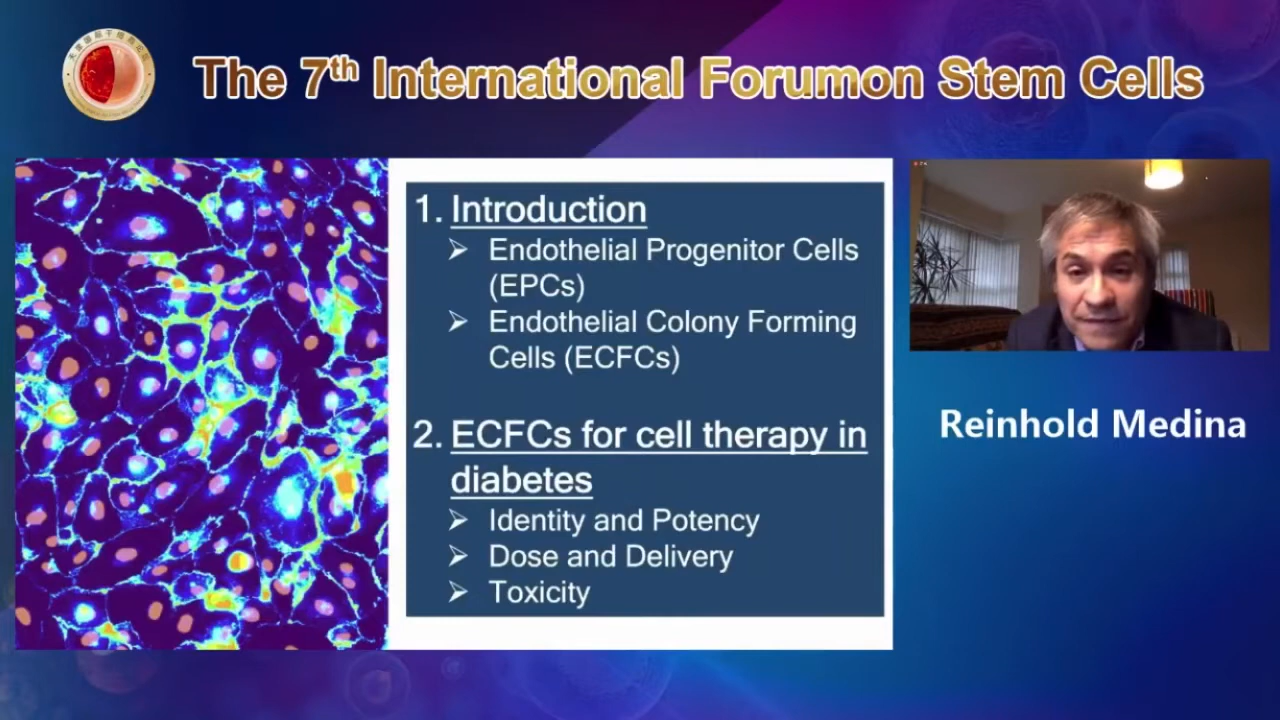 The 7th International Forumon Stem Cells
1. Introduction
➢ Endothelial Progenitor Cells
(EPCs)
➢ Endothelial Colony Forming
Cells (ECFCs)
2. ECFCs for cell therapy in
diabetes
➢ Identity and Potency
➢ Dose and Delivery
➢ Toxicity
Reinhold Medina